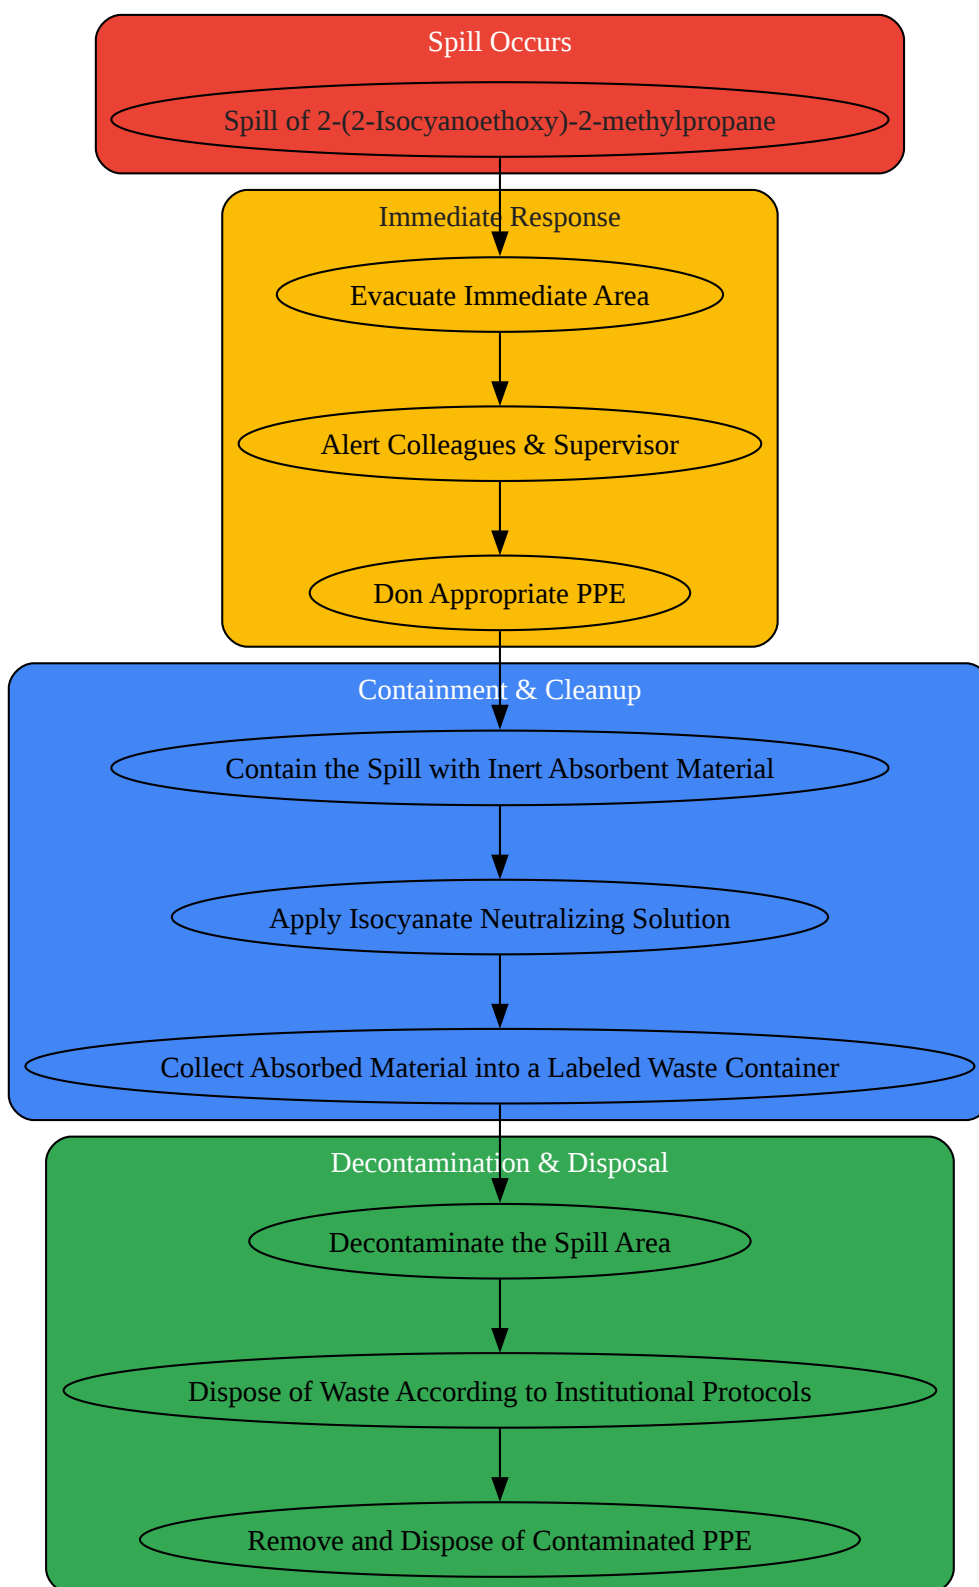 Spill Occurs
Spill of 2-(2-Isocyanoethoxy)-2-methylpropane
Immediate Response
Evacuate Immediate Area
Alert Colleagues & Supervisor
Don Appropriate PPE
Containment & Cleanup
Contain the Spill with Inert Absorbent Material
Apply Isocyanate Neutralizing Solution
Collect Absorbed Material into a Labeled Waste Container
Decontamination & Disposal
Decontaminate the Spill Area
Dispose of Waste According to Institutional Protocols
Remove and Dispose of Contaminated PPE